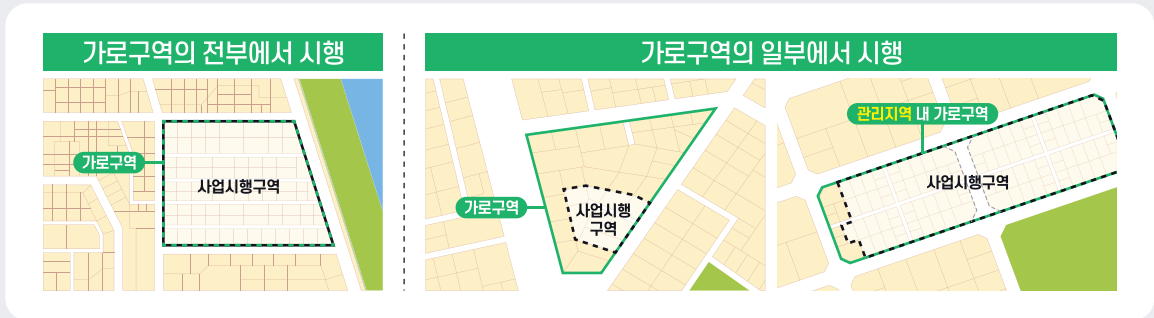 가로구역의 전부에서 시행
가로구역의 일부에서 시행
가로구역
사업시행구역
가로구역
사업시행
구역
관리지역 내 가로구역
사업시행구역